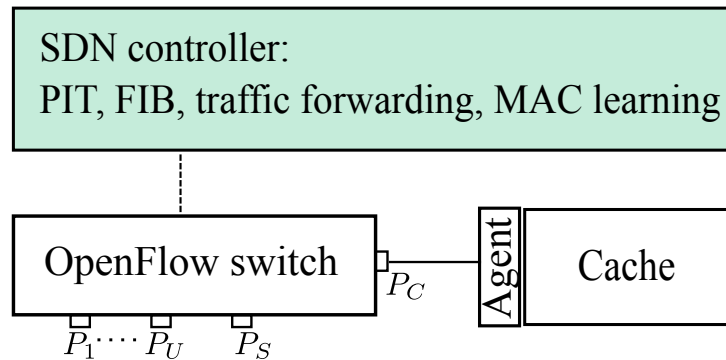 SDN controller:
PIT, FIB, traffic forwarding, MAC learning
OpenFlow switch
P_C
Agent
Cache
P_1 ····· P_U P_S